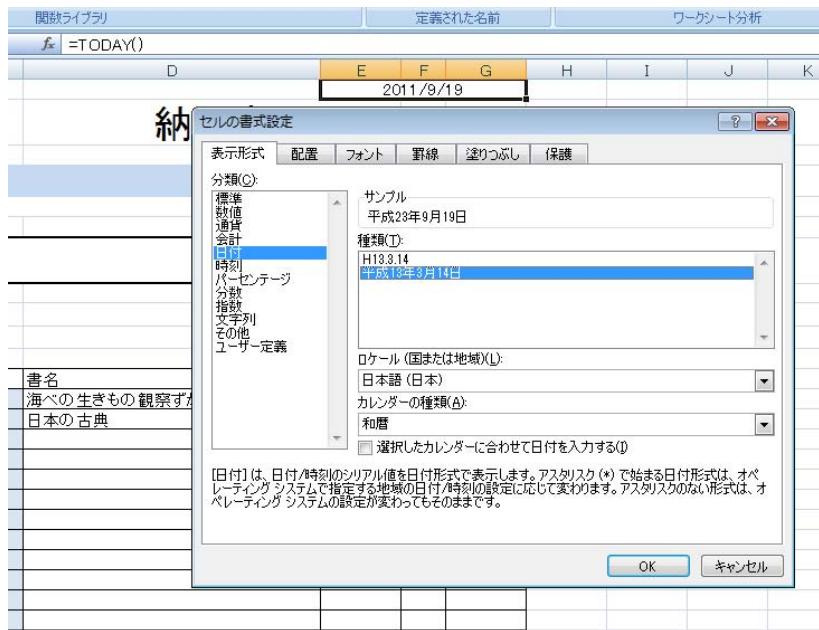 関数ライブラリ 定義された名前 ワークシート分析
fx =TODAY()
D E F G H I J K
2011/9/19
納
セルの書式設定
表示形式 配置 フォント 罫線 塗りつぶし 保護
分類(C):
標準
数値
通貨
会計
日付
時刻
パーセンテージ
分数
指数
文字列
その他
ユーザー定義
サンプル
平成23年9月19日
種類(T):
H13.3.14
平成13年3月14日
ロケール (国または地域)(L):
日本語 (日本)
カレンダーの種類(A):
和暦
選択したカレンダーに合わせて日付を入力する(I)
[日付] は、日付/時刻のシリアル値を日付形式で表示します。アスタリスク (*) で始まる日付形式は、オペ
レーティング システムで指定する地域の日付/時刻の設定に応じて変わります。アスタリスクのない形式は、オ
ペレーティング システムの設定が変わってもそのままです。
OK キャンセル
書名
海べの生きもの観察ずか
日本の古典